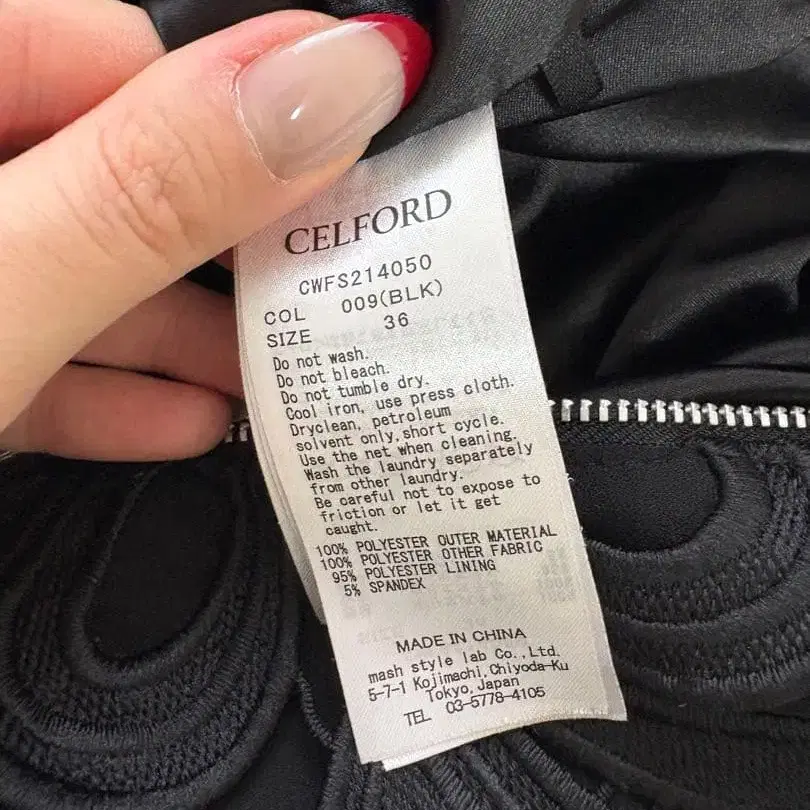 CELFORD
CWFS214050
COL 009(BLK)
SIZE 36
Do not wash.
Do not bleach.
Do not tumble dry.
Cool iron, use press cloth.
Dryclean, petroleum
solvent only,short cycle.
Use the net when cleaning.
Wash the laundry separately
from other laundry.
Be careful not to expose to
friction or let it get
caught.
100% POLYESTER OUTER MATERIAL
100% POLYESTER OTHER FABRIC
95% POLYESTER LINING
5% SPANDEX
MADE IN CHINA
mash style lab Co.,Ltd.
5-7-1 Kojimachi,Chiyoda-Ku
Tokyo,Japan
TEL 03-5778-4105